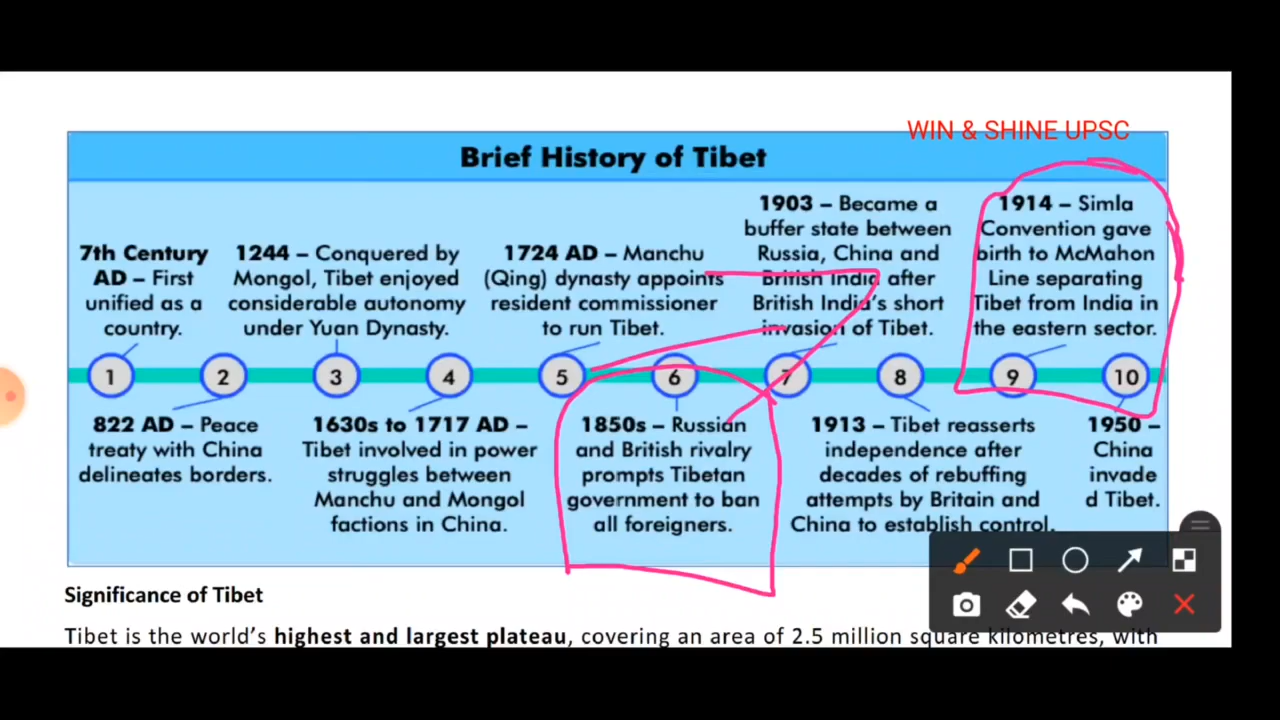 WIN & SHINE UPSC
Brief History of Tibet
7th Century
AD – First
unified as a
country.
1244 – Conquered by
Mongol, Tibet enjoyed
considerable autonomy
under Yuan Dynasty.
1724 AD – Manchu
(Qing) dynasty appoints
resident commissioner
to run Tibet.
1903 – Became a
buffer state between
Russia, China and
British India after
British India's short
invasion of Tibet.
1914 – Simla
Convention gave
birth to McMahon
Line separating
Tibet from India in
the eastern sector.
1 2 3 4 5 6 7 8 9 10
822 AD – Peace
treaty with China
delineates borders.
1630s to 1717 AD –
Tibet involved in power
struggles between
Manchu and Mongol
factions in China.
1850s – Russian
and British rivalry
prompts Tibetan
government to ban
all foreigners.
1913 – Tibet reasserts
independence after
decades of rebuffing
attempts by Britain and
China to establish control.
1950 –
China
invade
d Tibet.
Significance of Tibet
Tibet is the world's highest and largest plateau, covering an area of 2.5 million square kilometres, with